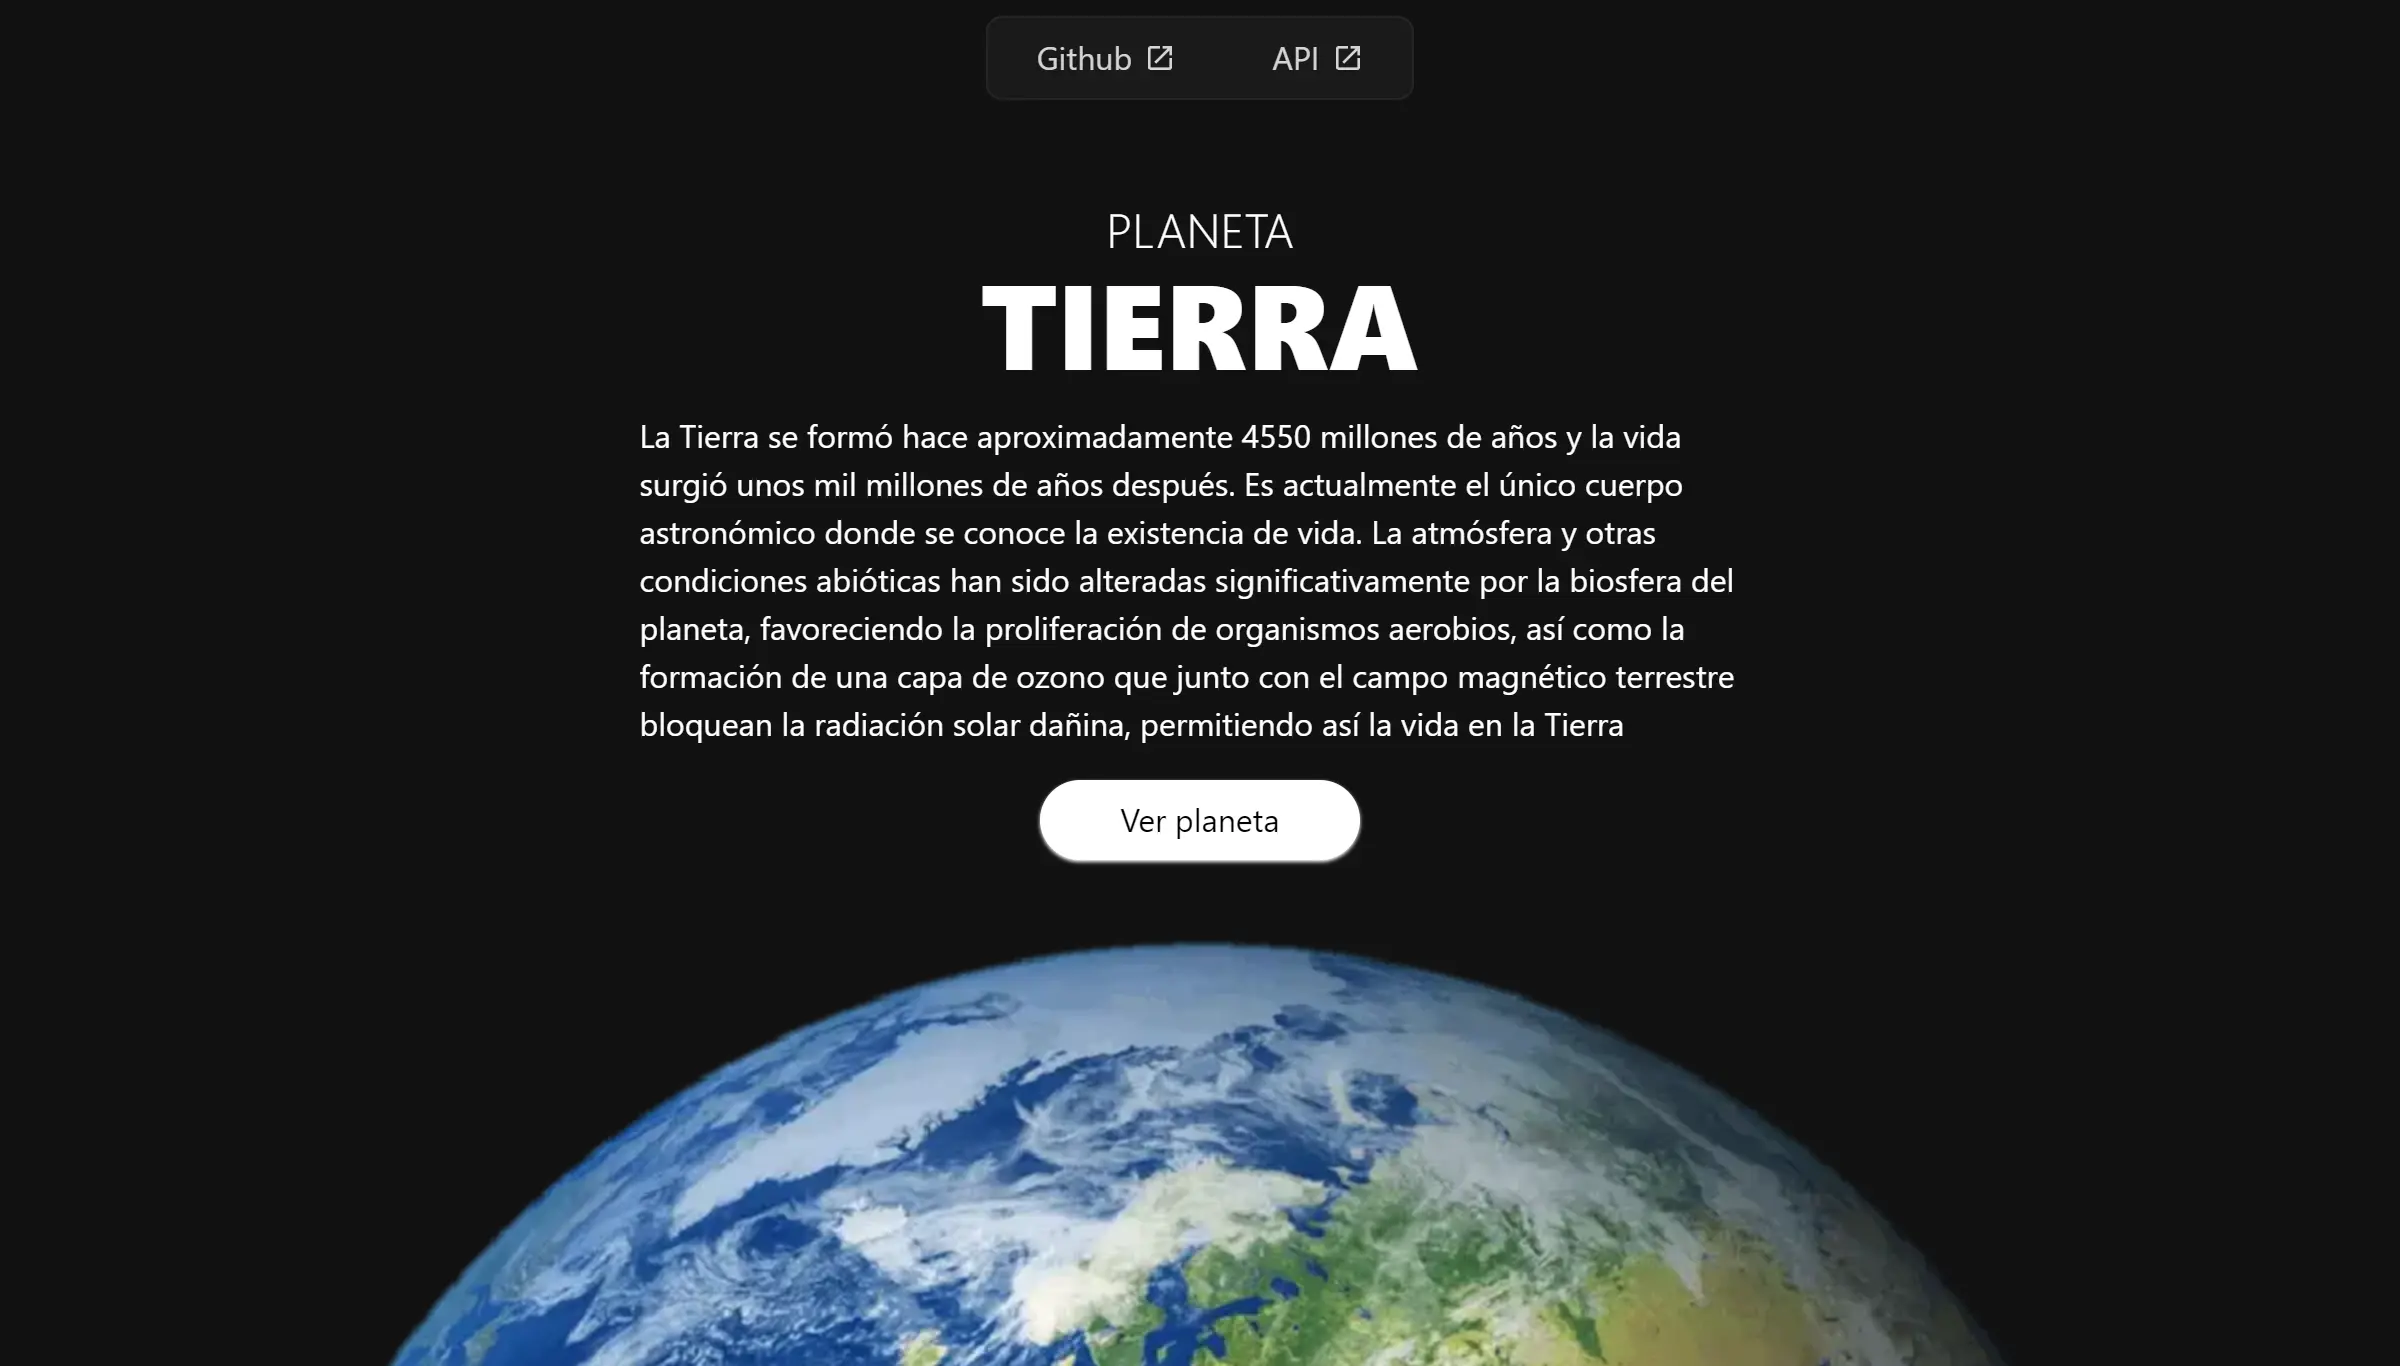 Github
API
PLANETA
TIERRA
La Tierra se formó hace aproximadamente 4550 millones de años y la vida
surgió unos mil millones de años después. Es actualmente el único cuerpo
astronómico donde se conoce la existencia de vida. La atmósfera y otras
condiciones abióticas han sido alteradas significativamente por la biosfera del
planeta, favoreciendo la proliferación de organismos aerobios, así como la
formación de una capa de ozono que junto con el campo magnético terrestre
bloquean la radiación solar dañina, permitiendo así la vida en la Tierra
Ver planeta